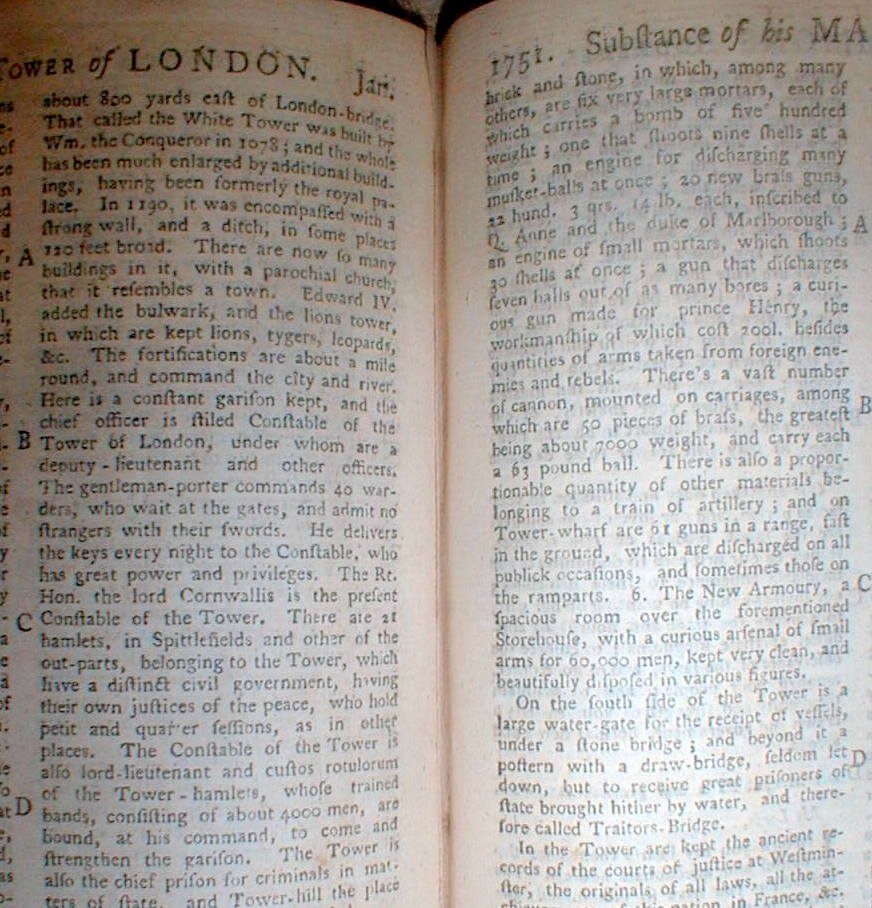 TOWER of LONDON. Jan.
about 800 yards eaſt of London-bridge.
That called the White Tower was built by
Wm. the Conqueror in 1078; and the whole
has been much enlarged by additional build-
ings, having been formerly the royal pa-
lace. In 1190, it was encompaſſed with a
ſtrong wall, and a ditch, in ſome places
A 120 feet broad. There are now ſo many
buildings in it, with a parochial church,
that it reſembles a town. Edward IV.
added the bulwark, and the lions tower,
in which are kept lions, tygers, leopards,
&c. The fortifications are about a mile
round, and command the city and river.
Here is a conſtant gariſon kept, and the
chief officer is ſtiled Conſtable of the
B Tower of London, under whom are a
deputy-lieutenant and other officers.
The gentleman-porter commands 40 war-
ders, who wait at the gates, and admit no
ſtrangers with their ſwords. He delivers
the keys every night to the Conſtable, who
has great power and privileges. The Rt.
Hon. the lord Cornwallis is the preſent
C Conſtable of the Tower. There are 21
hamlets, in Spittlefields and other of the
out-parts, belonging to the Tower, which
have a diſtinct civil government, having
their own juſtices of the peace, who hold
petit and quarter ſeſſions, as in other
places. The Conſtable of the Tower is
alſo lord-lieutenant and cuſtos rotulorum
of the Tower-hamlets, whoſe trained
D bands, conſiſting of about 4000 men, are
bound, at his command, to come and
ſtrengthen the gariſon. The Tower is
alſo the chief priſon for criminals in mat-
ters of ſtate, and Tower-hill the place
1751. Subſtance of his MA
brick and ſtone, in which, among many
others, are ſix very large mortars, each of
which carries a bomb of five hundred
weight; one that ſhoots nine ſhells at a
time; an engine for diſcharging many
muſket-balls at once; 20 new braſs guns,
22 hund. 3 qrs. 14 lb. each, inſcribed to
Q. Anne and the duke of Marlborough; A
an engine of ſmall mortars, which ſhoots
30 ſhells at once; a gun that diſcharges
ſeven balls out of as many bores; a curi-
ous gun made for prince Henry, the
workmanſhip of which coſt 200l. beſides
quantities of arms taken from foreign ene-
mies and rebels. There's a vaſt number
of cannon, mounted on carriages, among B
which are 50 pieces of braſs, the greateſt
being about 7000 weight, and carry each
a 63 pound ball. There is alſo a propor-
tionable quantity of other materials be-
longing to a train of artillery; and on
Tower-wharf are 61 guns in a range, faſt
in the ground, which are diſcharged on all
publick occaſions, and ſometimes thoſe on
the ramparts. 6. The New Armoury, a C
ſpacious room over the forementioned
Storehouſe, with a curious arſenal of ſmall
arms for 60,000 men, kept very clean, and
beautifully diſpoſed in various figures.
On the ſouth ſide of the Tower is a
large water-gate for the receipt of veſſels,
under a ſtone bridge; and beyond it a
poſtern with a draw-bridge, ſeldom let D
down, but to receive great priſoners of
ſtate brought hither by water, and there-
fore called Traitors-Bridge.
In the Tower are kept the ancient re-
cords of the courts of juſtice at Weſtmin-
ſter, the originals of all laws, all the at-
this nation in France, &c.